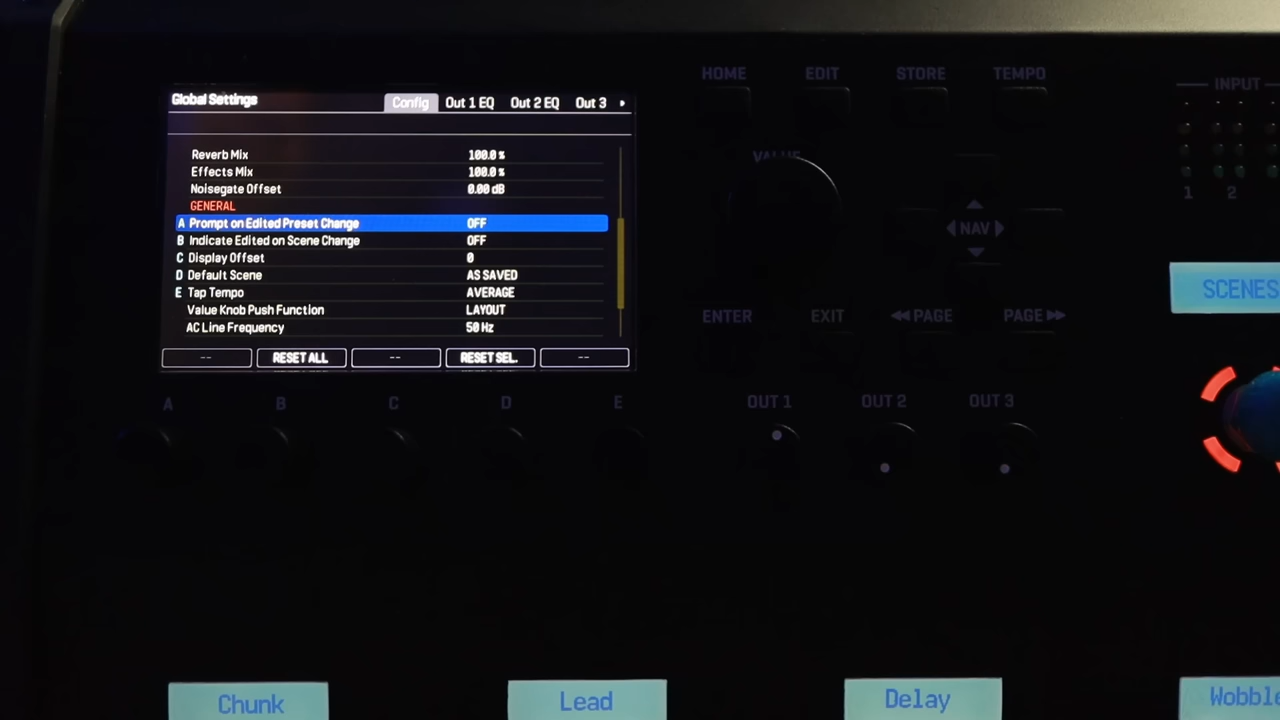 Global Settings
Config Out 1 EQ Out 2 EQ Out 3
Reverb Mix 100.0 %
Effects Mix 100.0 %
Noisegate Offset 0.00 dB
GENERAL
A Prompt on Edited Preset Change OFF
B Indicate Edited on Scene Change OFF
C Display Offset 0
D Default Scene AS SAVED
E Tap Tempo AVERAGE
Value Knob Push Function LAYOUT
AC Line Frequency 50 Hz
-- RESET ALL -- RESET SEL. --
A B C D E
HOME EDIT STORE TEMPO
VALUE
NAV
ENTER EXIT PAGE PAGE
OUT 1 OUT 2 OUT 3
INPUT
1 2
SCENES
Chunk Lead Delay Wobble